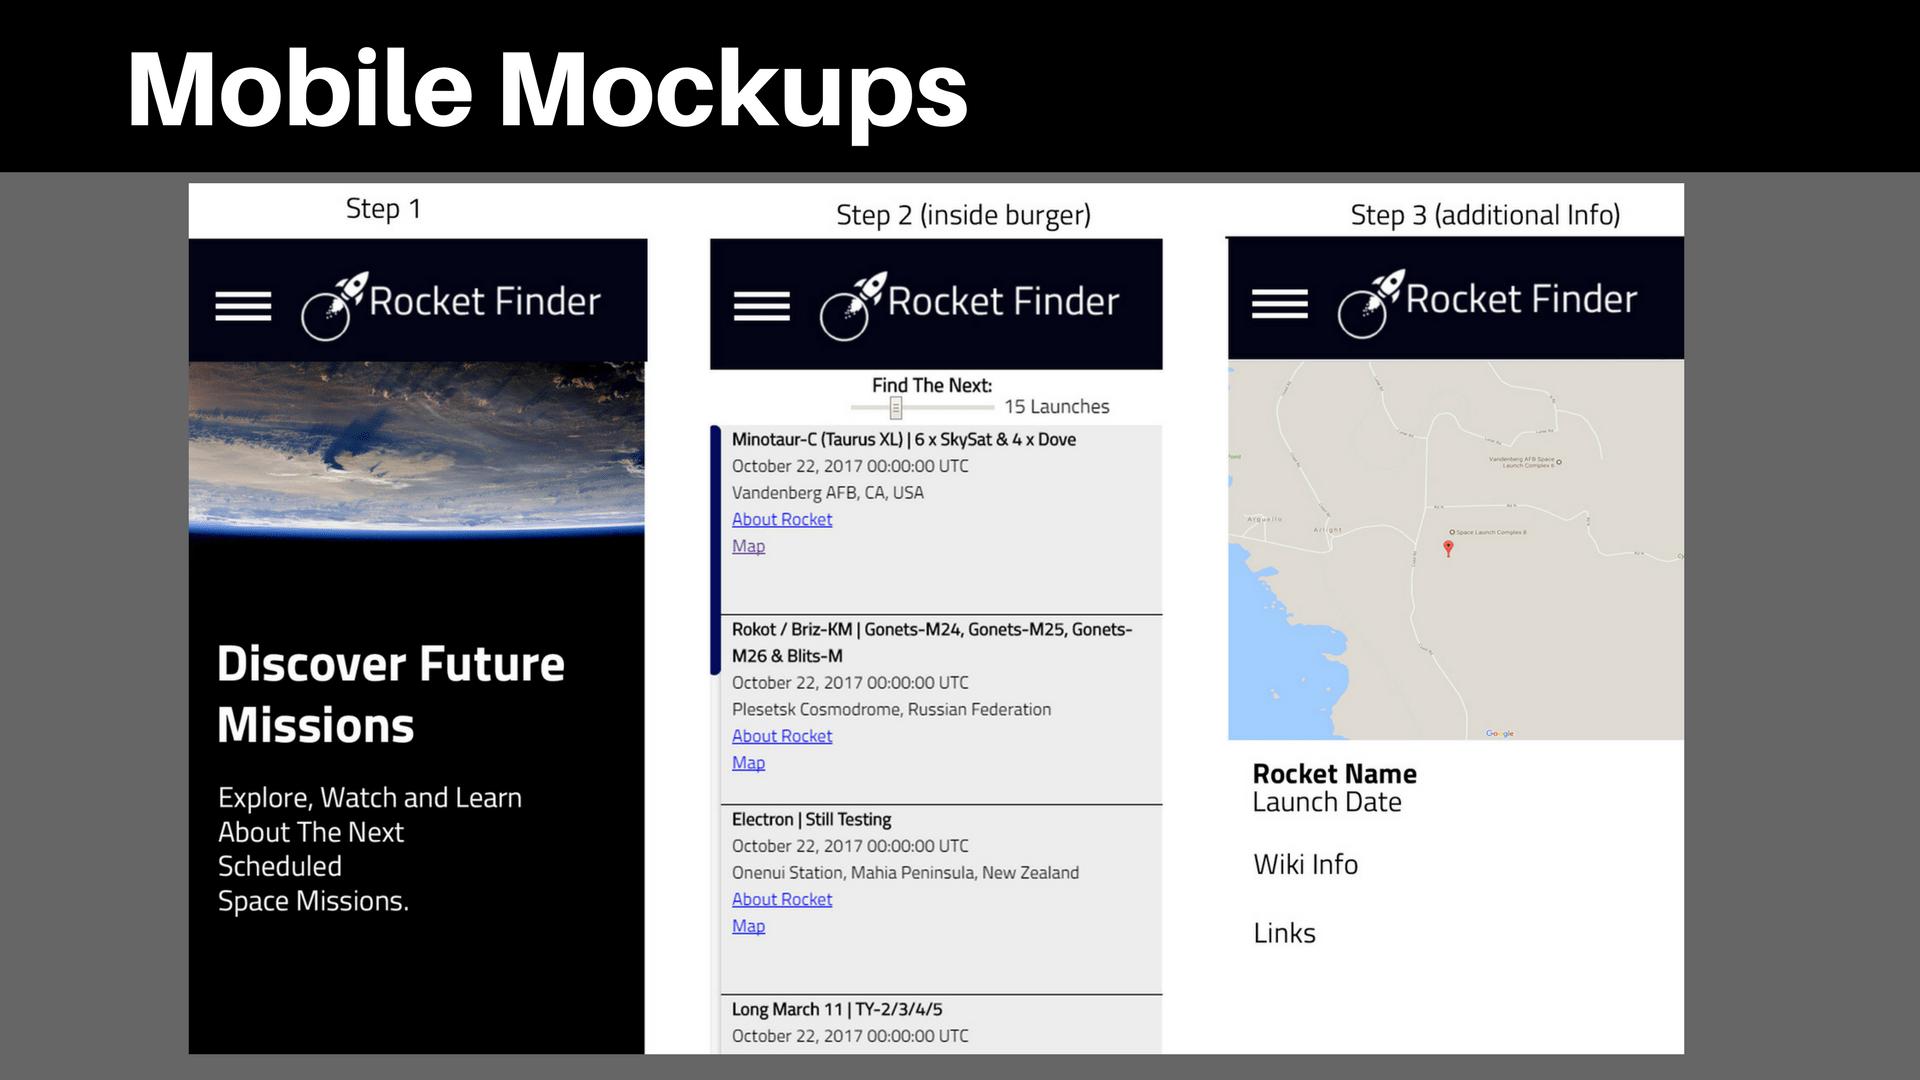 Mobile Mockups
Step 1
Rocket Finder
Discover Future
Missions
Explore, Watch and Learn
About The Next
Scheduled
Space Missions.
Step 2 (inside burger)
Rocket Finder
Find The Next:
15 Launches
Minotaur-C (Taurus XL) | 6 x SkySat & 4 x Dove
October 22, 2017 00:00:00 UTC
Vandenberg AFB, CA, USA
About Rocket
Map
Rokot / Briz-KM | Gonets-M24, Gonets-
M25, Gonets-M26 & Blits-M
October 22, 2017 00:00:00 UTC
Plesetsk Cosmodrome, Russian Federation
About Rocket
Map
Electron | Still Testing
October 22, 2017 00:00:00 UTC
Onenui Station, Mahia Peninsula, New Zealand
About Rocket
Map
Long March 11 | TY-2/3/4/5
October 22, 2017 00:00:00 UTC
Step 3 (additional Info)
Rocket Finder
Vandenberg AFB Space
Launch Complex 6
Space Launch Complex 8
Arguello
Arlight
Google
Rocket Name
Launch Date
Wiki Info
Links